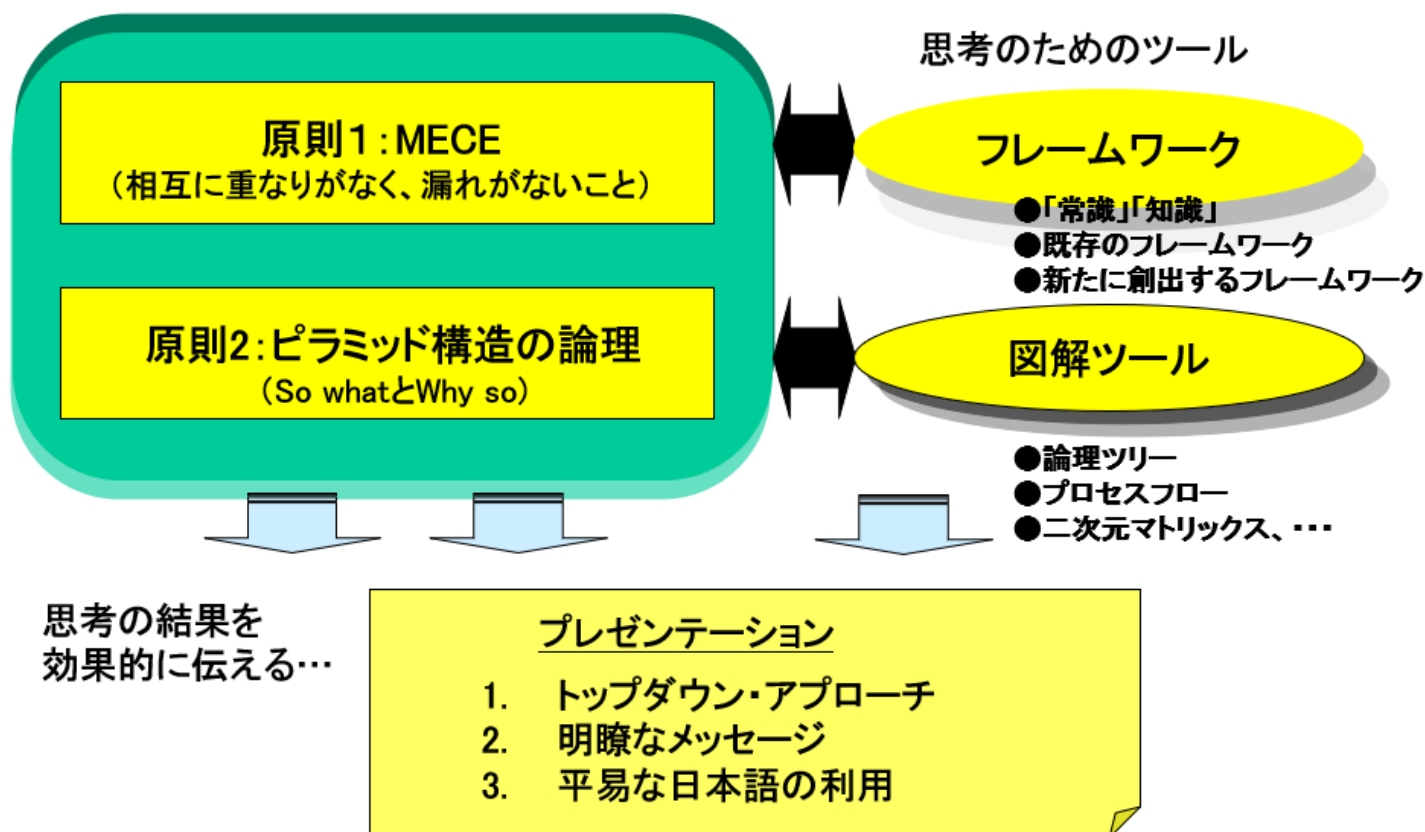 思考のためのツール
原則1:MECE
(相互に重なりがなく、漏れがないこと)
フレームワーク
●「常識」「知識」
●既存のフレームワーク
●新たに創出するフレームワーク
原則2:ピラミッド構造の論理
(So whatとWhy so)
図解ツール
●論理ツリー
●プロセスフロー
●二次元マトリックス、・・・
思考の結果を
効果的に伝える…
プレゼンテーション
1. トップダウン・アプローチ
2. 明瞭なメッセージ
3. 平易な日本語の利用